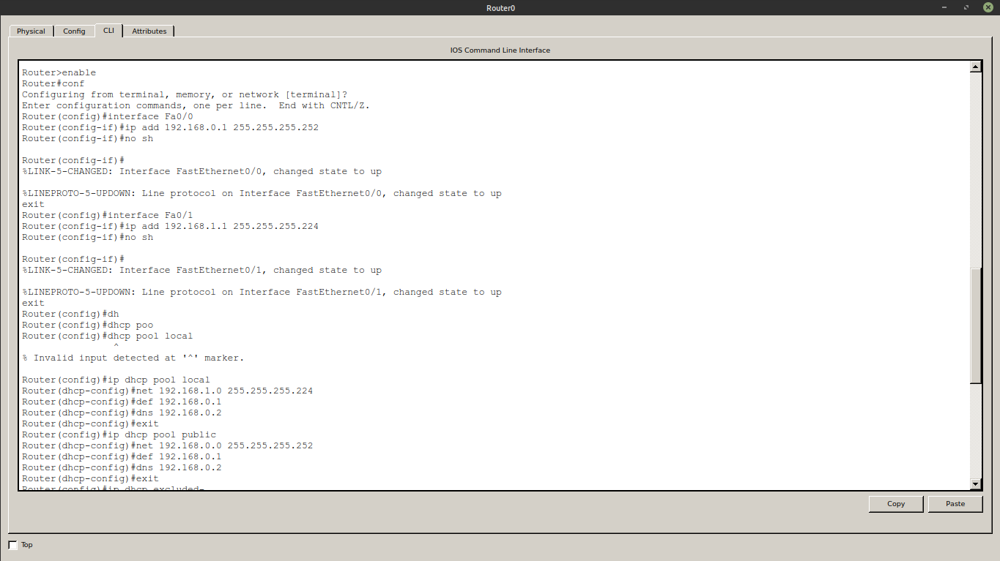 Router0
Physical Config CLI Attributes
IOS Command Line Interface
Router>enable
Router#conf
Configuring from terminal, memory, or network [terminal]?
Enter configuration commands, one per line.  End with CNTL/Z.
Router(config)#interface Fa0/0
Router(config-if)#ip add 192.168.0.1 255.255.255.252
Router(config-if)#no sh
Router(config-if)#
%LINK-5-CHANGED: Interface FastEthernet0/0, changed state to up
%LINEPROTO-5-UPDOWN: Line protocol on Interface FastEthernet0/0, changed state to up
exit
Router(config)#interface Fa0/1
Router(config-if)#ip add 192.168.1.1 255.255.255.224
Router(config-if)#no sh
Router(config-if)#
%LINK-5-CHANGED: Interface FastEthernet0/1, changed state to up
%LINEPROTO-5-UPDOWN: Line protocol on Interface FastEthernet0/1, changed state to up
exit
Router(config)#dh
Router(config)#dhcp poo
Router(config)#dhcp pool local
^
% Invalid input detected at '^' marker.
Router(config)#ip dhcp pool local
Router(dhcp-config)#net 192.168.1.0 255.255.255.224
Router(dhcp-config)#def 192.168.0.1
Router(dhcp-config)#dns 192.168.0.2
Router(dhcp-config)#exit
Router(config)#ip dhcp pool public
Router(dhcp-config)#net 192.168.0.0 255.255.255.252
Router(dhcp-config)#def 192.168.0.1
Router(dhcp-config)#dns 192.168.0.2
Router(dhcp-config)#exit
Router(config)#ip dhcp excluded-
Copy Paste
Top